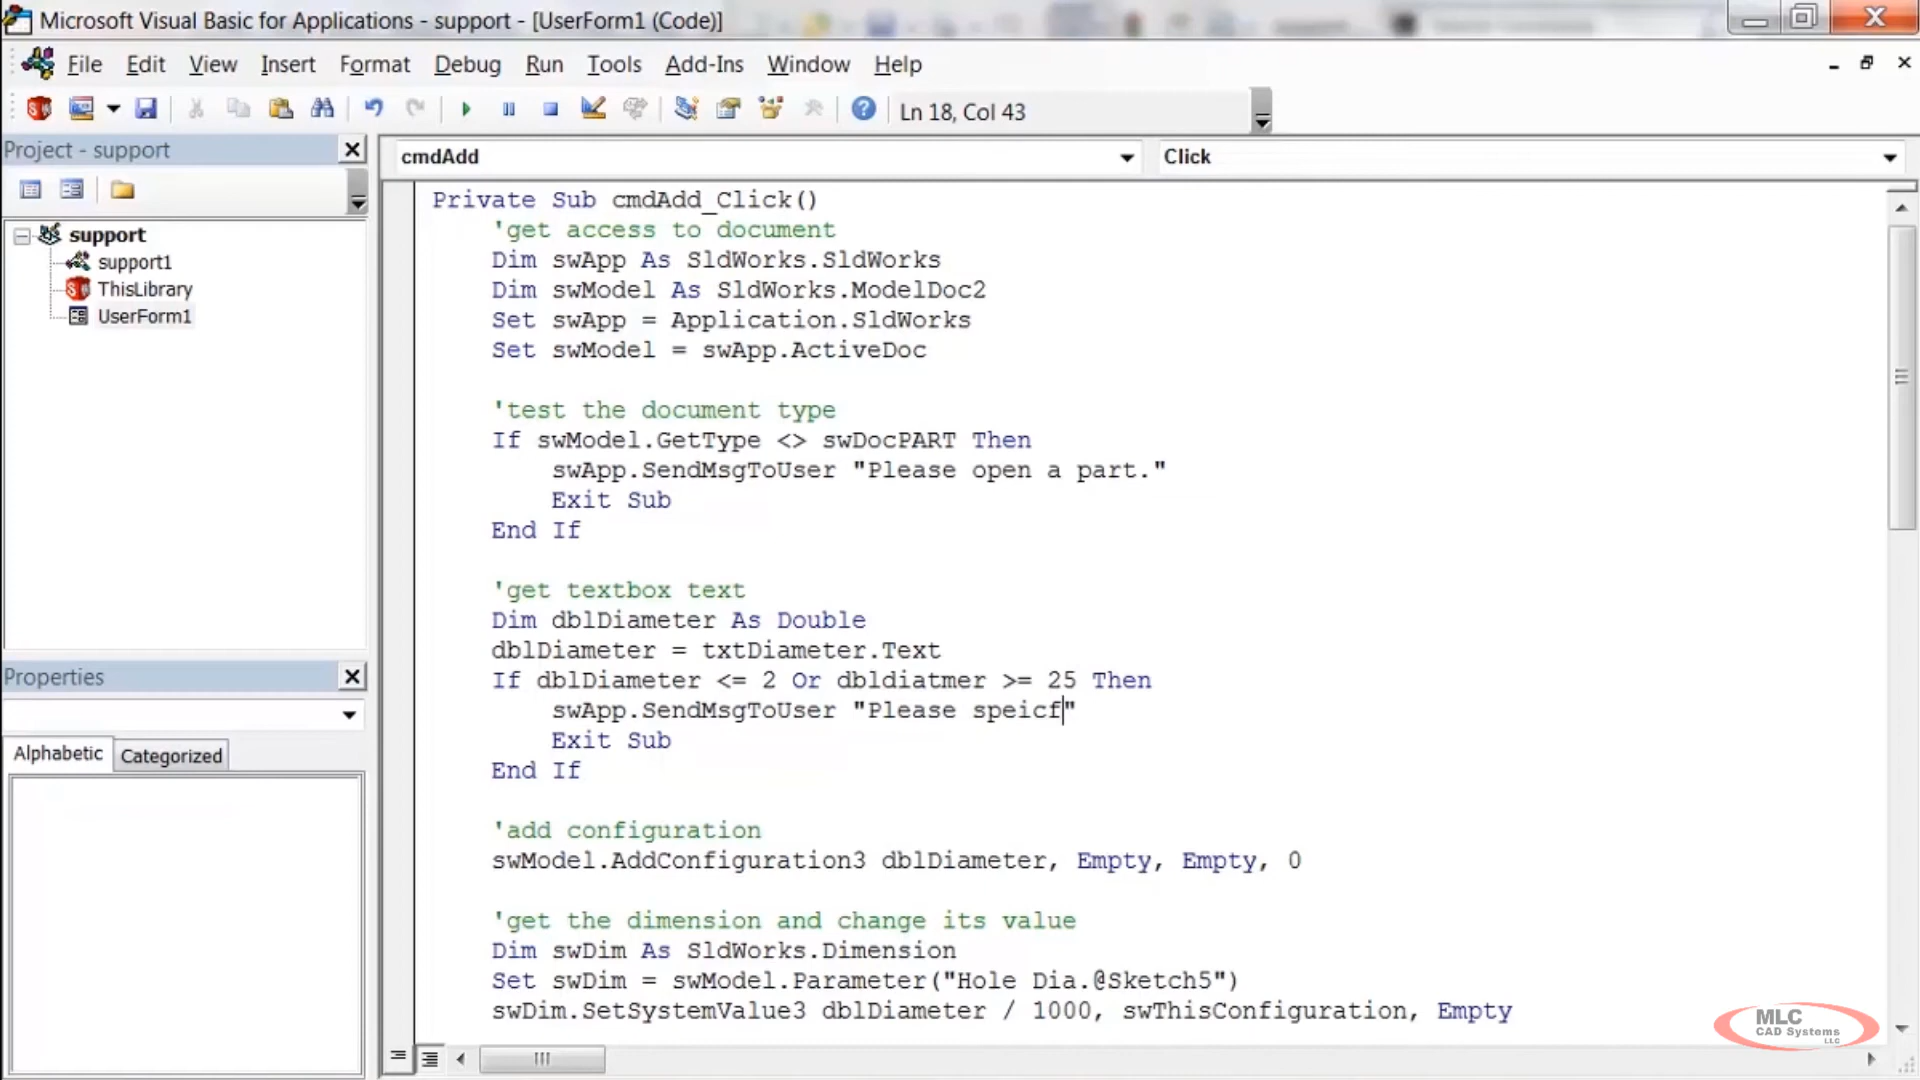 Microsoft Visual Basic for Applications - support - [UserForm1 (Code)]
File Edit View Insert Format Debug Run Tools Add-Ins Window Help
Ln 18, Col 43
Project - support
support
support1
ThisLibrary
UserForm1
Properties
Alphabetic Categorized
cmdAdd Click
Private Sub cmdAdd_Click()
'get access to document
Dim swApp As SldWorks.SldWorks
Dim swModel As SldWorks.ModelDoc2
Set swApp = Application.SldWorks
Set swModel = swApp.ActiveDoc
'test the document type
If swModel.GetType <> swDocPART Then
swApp.SendMsgToUser "Please open a part."
Exit Sub
End If
'get textbox text
Dim dblDiameter As Double
dblDiameter = txtDiameter.Text
If dblDiameter <= 2 Or dbldiatmer >= 25 Then
swApp.SendMsgToUser "Please speicf"
Exit Sub
End If
'add configuration
swModel.AddConfiguration3 dblDiameter, Empty, Empty, 0
'get the dimension and change its value
Dim swDim As SldWorks.Dimension
Set swDim = swModel.Parameter("Hole Dia.@Sketch5")
swDim.SetSystemValue3 dblDiameter / 1000, swThisConfiguration, Empty
MLC
CAD Systems
LLC